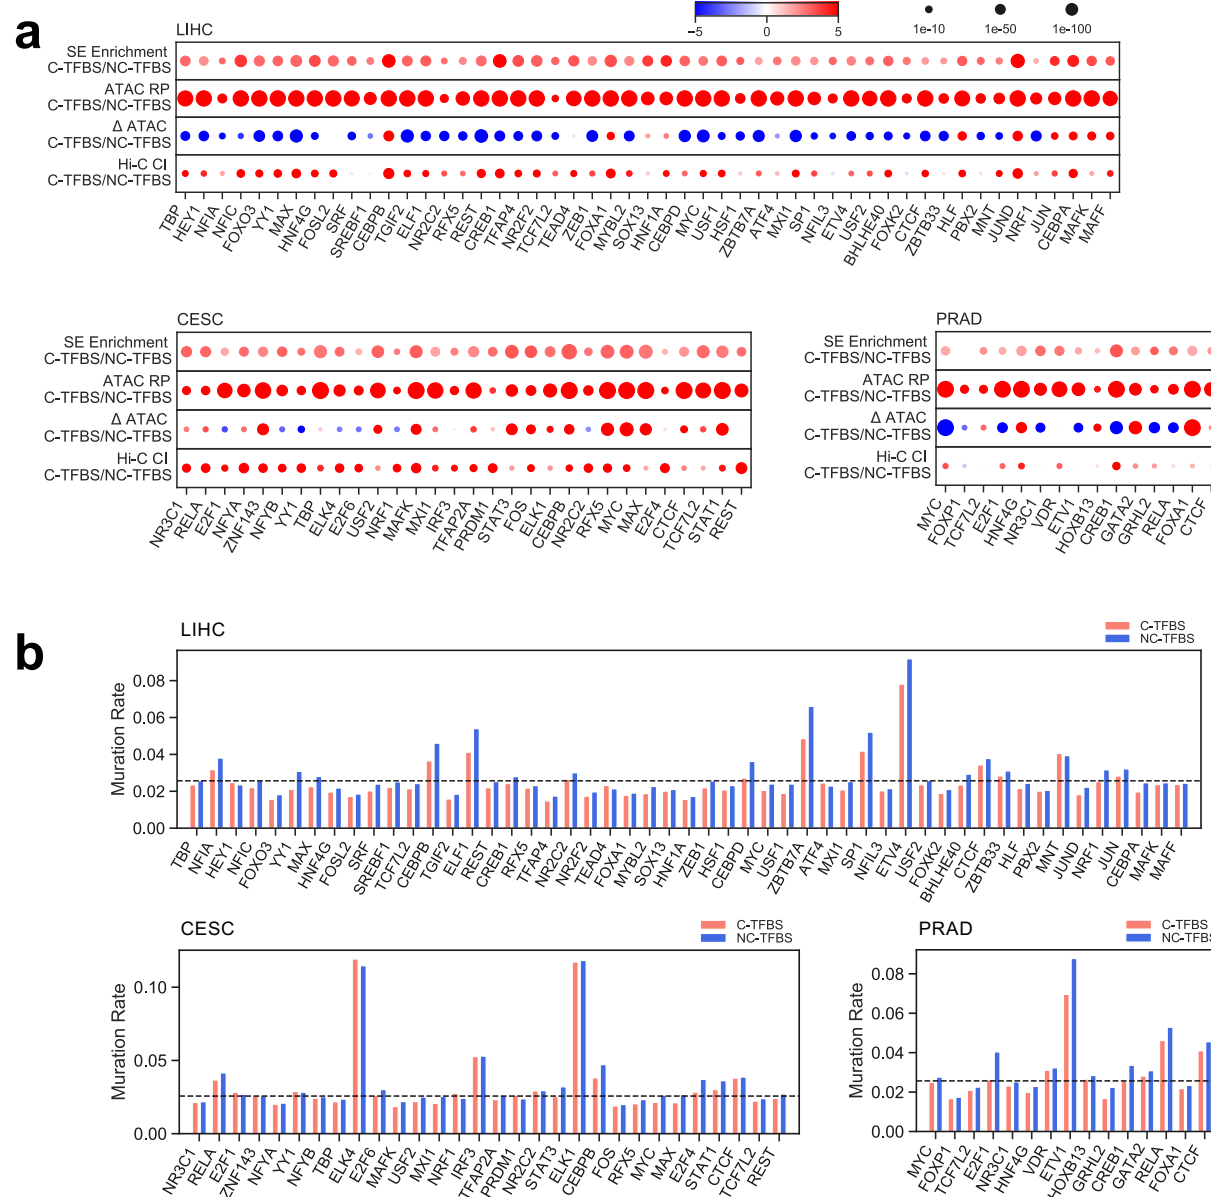 a
LIHC
−5 0 5
1e-10 1e-50 1e-100
SE Enrichment
C-TFBS/NC-TFBS
ATAC RP
C-TFBS/NC-TFBS
Δ ATAC
C-TFBS/NC-TFBS
Hi-C CI
C-TFBS/NC-TFBS
TBP HEY1 NFIA NFIC FOXO3 YY1 MAX HNF4G FOSL2 SRF SREBF1 CEBPB TGIF2 ELF1 NR2C2 RFX5 REST CREB1 TFAP4 NR2F2 TCF7L2 TEAD4 ZEB1 FOXA1 MYBL2 SOX13 HNF1A CEBPD MYC USF1 HSF1 ZBTB7A ATF4 MXI1 SP1 NFIL3 ETV4 USF2 BHLHE40 FOXK2 CTCF ZBTB33 HLF PBX2 MNT JUND NRF1 JUN CEBPA MAFK MAFF
CESC
SE Enrichment
C-TFBS/NC-TFBS
ATAC RP
C-TFBS/NC-TFBS
Δ ATAC
C-TFBS/NC-TFBS
Hi-C CI
C-TFBS/NC-TFBS
NR3C1 RELA E2F1 NFYA ZNF143 NFYB YY1 TBP ELK4 E2F6 USF2 NRF1 MAFK MXI1 IRF3 TFAP2A PRDM1 STAT3 FOS ELK1 CEBPB NR2C2 RFX5 MYC MAX E2F4 CTCF TCF7L2 STAT1 REST
PRAD
SE Enrichment
C-TFBS/NC-TFBS
ATAC RP
C-TFBS/NC-TFBS
Δ ATAC
C-TFBS/NC-TFBS
Hi-C CI
C-TFBS/NC-TFBS
MYC FOXP1 TCF7L2 E2F1 HNF4G NR3C1 VDR ETV1 HOXB13 CREB1 GATA2 GRHL2 RELA FOXA1 CTCF
b
LIHC
C-TFBS
NC-TFBS
Muration Rate
0.08
0.06
0.04
0.02
0.00
TBP NFIA HEY1 NFIC FOXO3 YY1 MAX HNF4G FOSL2 SRF SREBF1 TCF7L2 CEBPB TGIF2 ELF1 REST CREB1 RFX5 TFAP4 NR2C2 NR2F2 TEAD4 FOXA1 MYBL2 SOX13 HNF1A ZEB1 HSF1 CEBPD MYC USF1 ZBTB7A ATF4 MXI1 SP1 NFIL3 ETV4 USF2 FOXK2 BHLHE40 CTCF ZBTB33 HLF PBX2 MNT JUND NRF1 JUN CEBPA MAFK MAFF
CESC
C-TFBS
NC-TFBS
Muration Rate
0.10
0.05
0.00
NR3C1 RELA E2F1 ZNF143 NFYA YY1 NFYB TBP ELK4 E2F6 MAFK USF2 MXI1 NRF1 IRF3 TFAP2A PRDM1 NR2C2 STAT3 ELK1 CEBPB FOS RFX5 MYC MAX E2F4 STAT1 CTCF TCF7L2 REST
PRAD
C-TFBS
NC-TFBS
Muration Rate
0.08
0.06
0.04
0.02
0.00
MYC FOXP1 TCF7L2 E2F1 NR3C1 HNF4G VDR ETV1 HOXB13 GRHL2 CREB1 GATA2 RELA FOXA1 CTCF